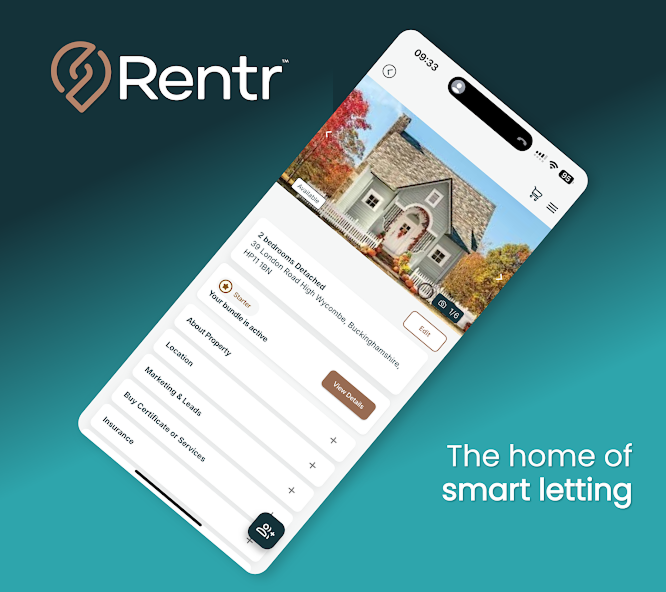 Rentr™
09:33
95
Available
1/6
2 bedrooms Detached
39 London Road High Wycombe, Buckinghamshire,
HP11 1BN
Edit
Starter
Your bundle is active
View Details
About Property
Location
Marketing & Leads
Buy Certificate or Services
Insurance
The home of
smart letting